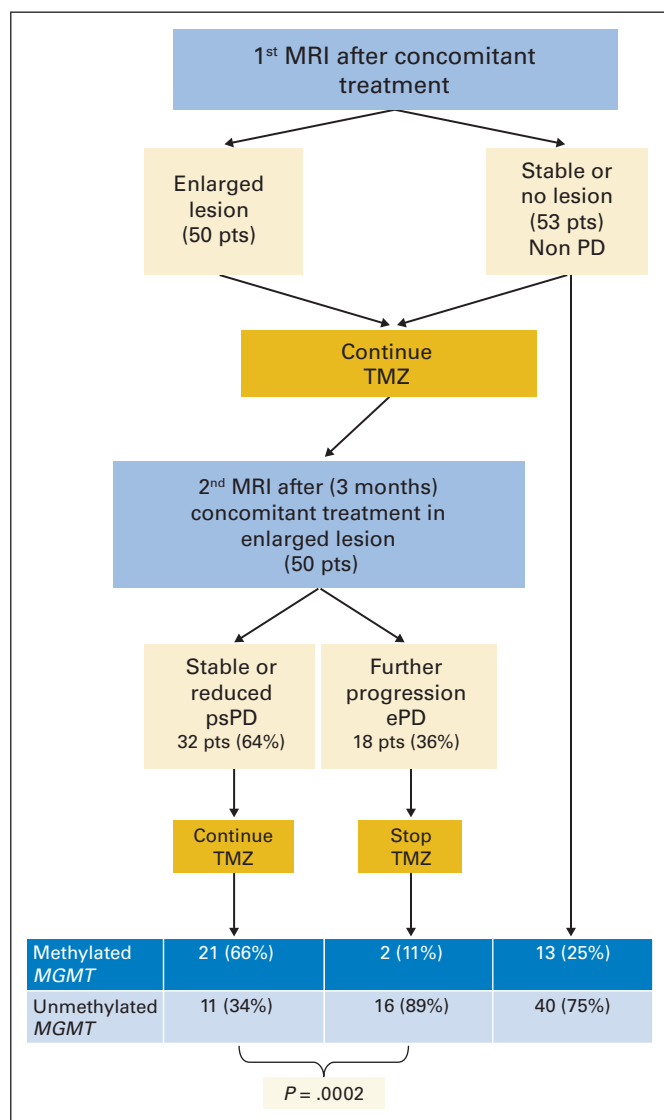 1st MRI after concomitant
treatment
Enlarged
lesion
(50 pts)
Stable or
no lesion
(53 pts)
Non PD
Continue
TMZ
2nd MRI after (3 months)
concomitant treatment in
enlarged lesion
(50 pts)
Stable or
reduced
psPD
32 pts (64%)
Further
progression
ePD
18 pts (36%)
Continue
TMZ
Stop
TMZ
Methylated
MGMT
21 (66%)
2 (11%)
13 (25%)
Unmethylated
MGMT
11 (34%)
16 (89%)
40 (75%)
P = .0002